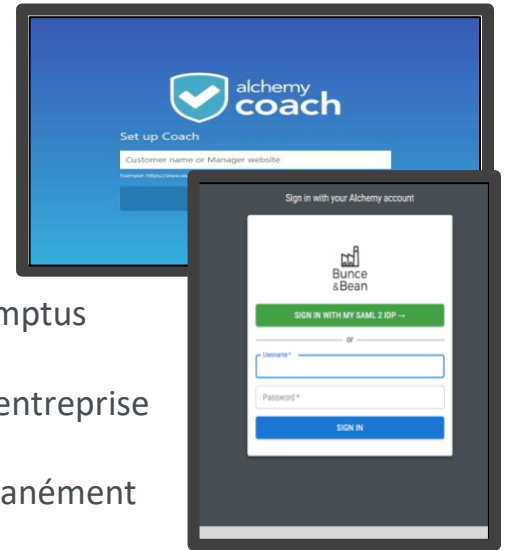 alchemy
coach
Set up Coach
Customer name or Manager website
Sign in with your Alchemy account
Bunce
&Bean
SIGN IN WITH MY SAML 2 IDP →
or
Username *
Password *
SIGN IN
mptus
entreprise
anément